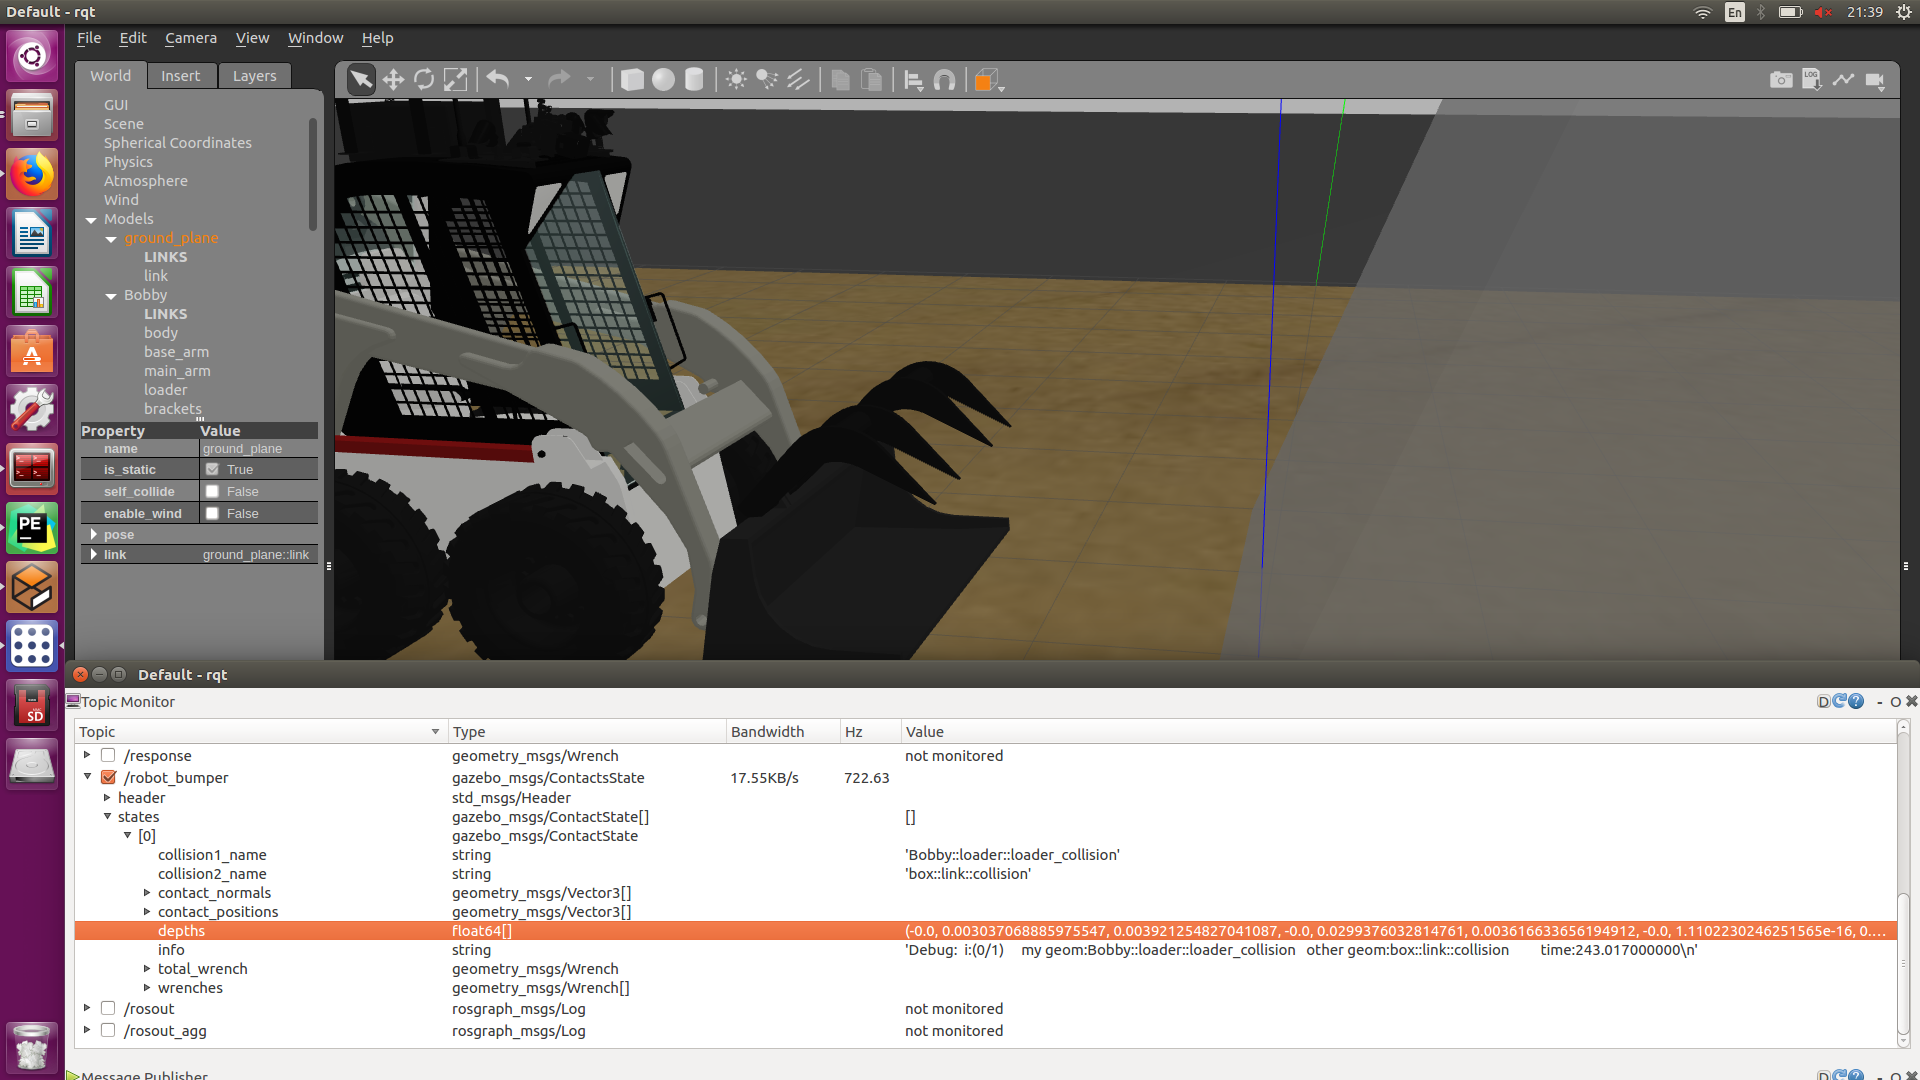 Default - rqt
En
21:39
File Edit Camera View Window Help
World Insert Layers
LOG
GUI
Scene
Spherical Coordinates
Physics
Atmosphere
Wind
Models
ground_plane
LINKS
link
Bobby
LINKS
body
base_arm
main_arm
loader
brackets
Property Value
name ground_plane
is_static True
self_collide False
enable_wind False
pose
link ground_plane::link
PE
SD
Default - rqt
Topic Monitor
D - O
Topic Type Bandwidth Hz Value
/response geometry_msgs/Wrench not monitored
/robot_bumper gazebo_msgs/ContactsState 17.55KB/s 722.63
header std_msgs/Header
states gazebo_msgs/ContactState[] []
[0] gazebo_msgs/ContactState
collision1_name string 'Bobby::loader::loader_collision'
collision2_name string 'box::link::collision'
contact_normals geometry_msgs/Vector3[]
contact_positions geometry_msgs/Vector3[]
depths float64[] (-0.0, 0.003037068885975547, 0.003921254827041087, -0.0, 0.0299376032814761, 0.003616633656194912, -0.0, 1.1102230246251565e-16, 0.…
info string 'Debug: i:(0/1) my geom:Bobby::loader::loader_collision other geom:box::link::collision time:243.017000000\n'
total_wrench geometry_msgs/Wrench
wrenches geometry_msgs/Wrench[]
/rosout rosgraph_msgs/Log not monitored
/rosout_agg rosgraph_msgs/Log not monitored
Message Publisher
D - O